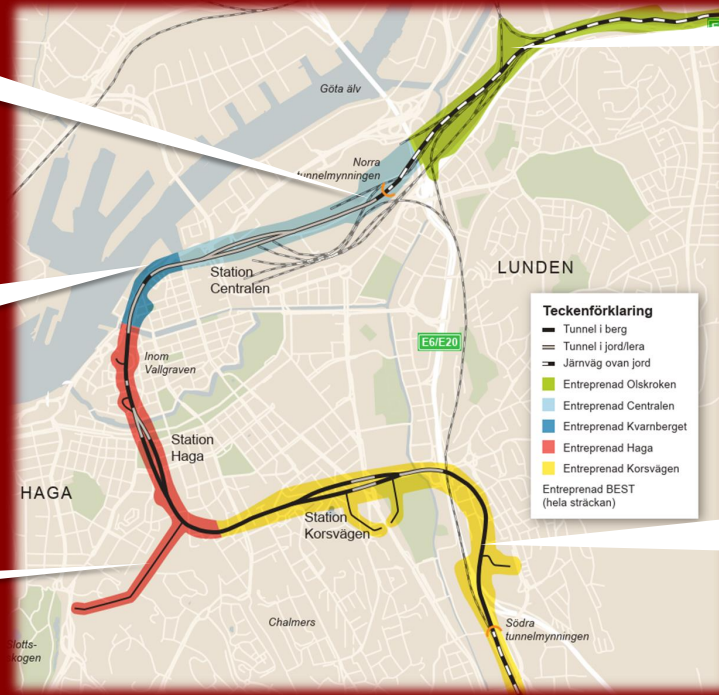 Göta älv
Norra
tunnelmynningen
Station
Centralen
LUNDEN
E6/E20
Inom
Vallgraven
Station
Haga
HAGA
Station
Korsvägen
Chalmers
Södra
tunnelmynningen
Slotts-
skogen
Teckenförklaring
Tunnel i berg
Tunnel i jord/lera
Järnväg ovan jord
Entreprenad Olskroken
Entreprenad Centralen
Entreprenad Kvarnberget
Entreprenad Haga
Entreprenad Korsvägen
Entreprenad BEST
(hela sträckan)